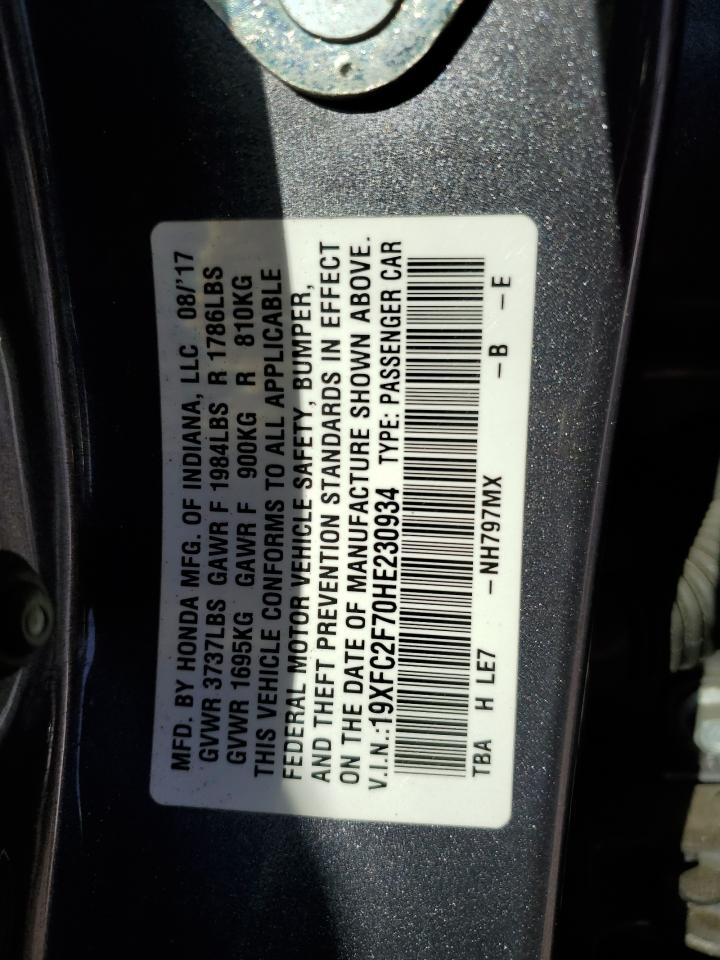 MFD. BY HONDA MFG. OF INDIANA, LLC 08/'17
GVWR 3737LBS GAWR F 1984LBS R 1786LBS
GVWR 1695KG GAWR F 900KG R 810KG
THIS VEHICLE CONFORMS TO ALL APPLICABLE
FEDERAL MOTOR VEHICLE SAFETY, BUMPER,
AND THEFT PREVENTION STANDARDS IN EFFECT
ON THE DATE OF MANUFACTURE SHOWN ABOVE.
V.I.N.:19XFC2F70HE230934 TYPE: PASSENGER CAR
TBA H LE7 -NH797MX -B -E